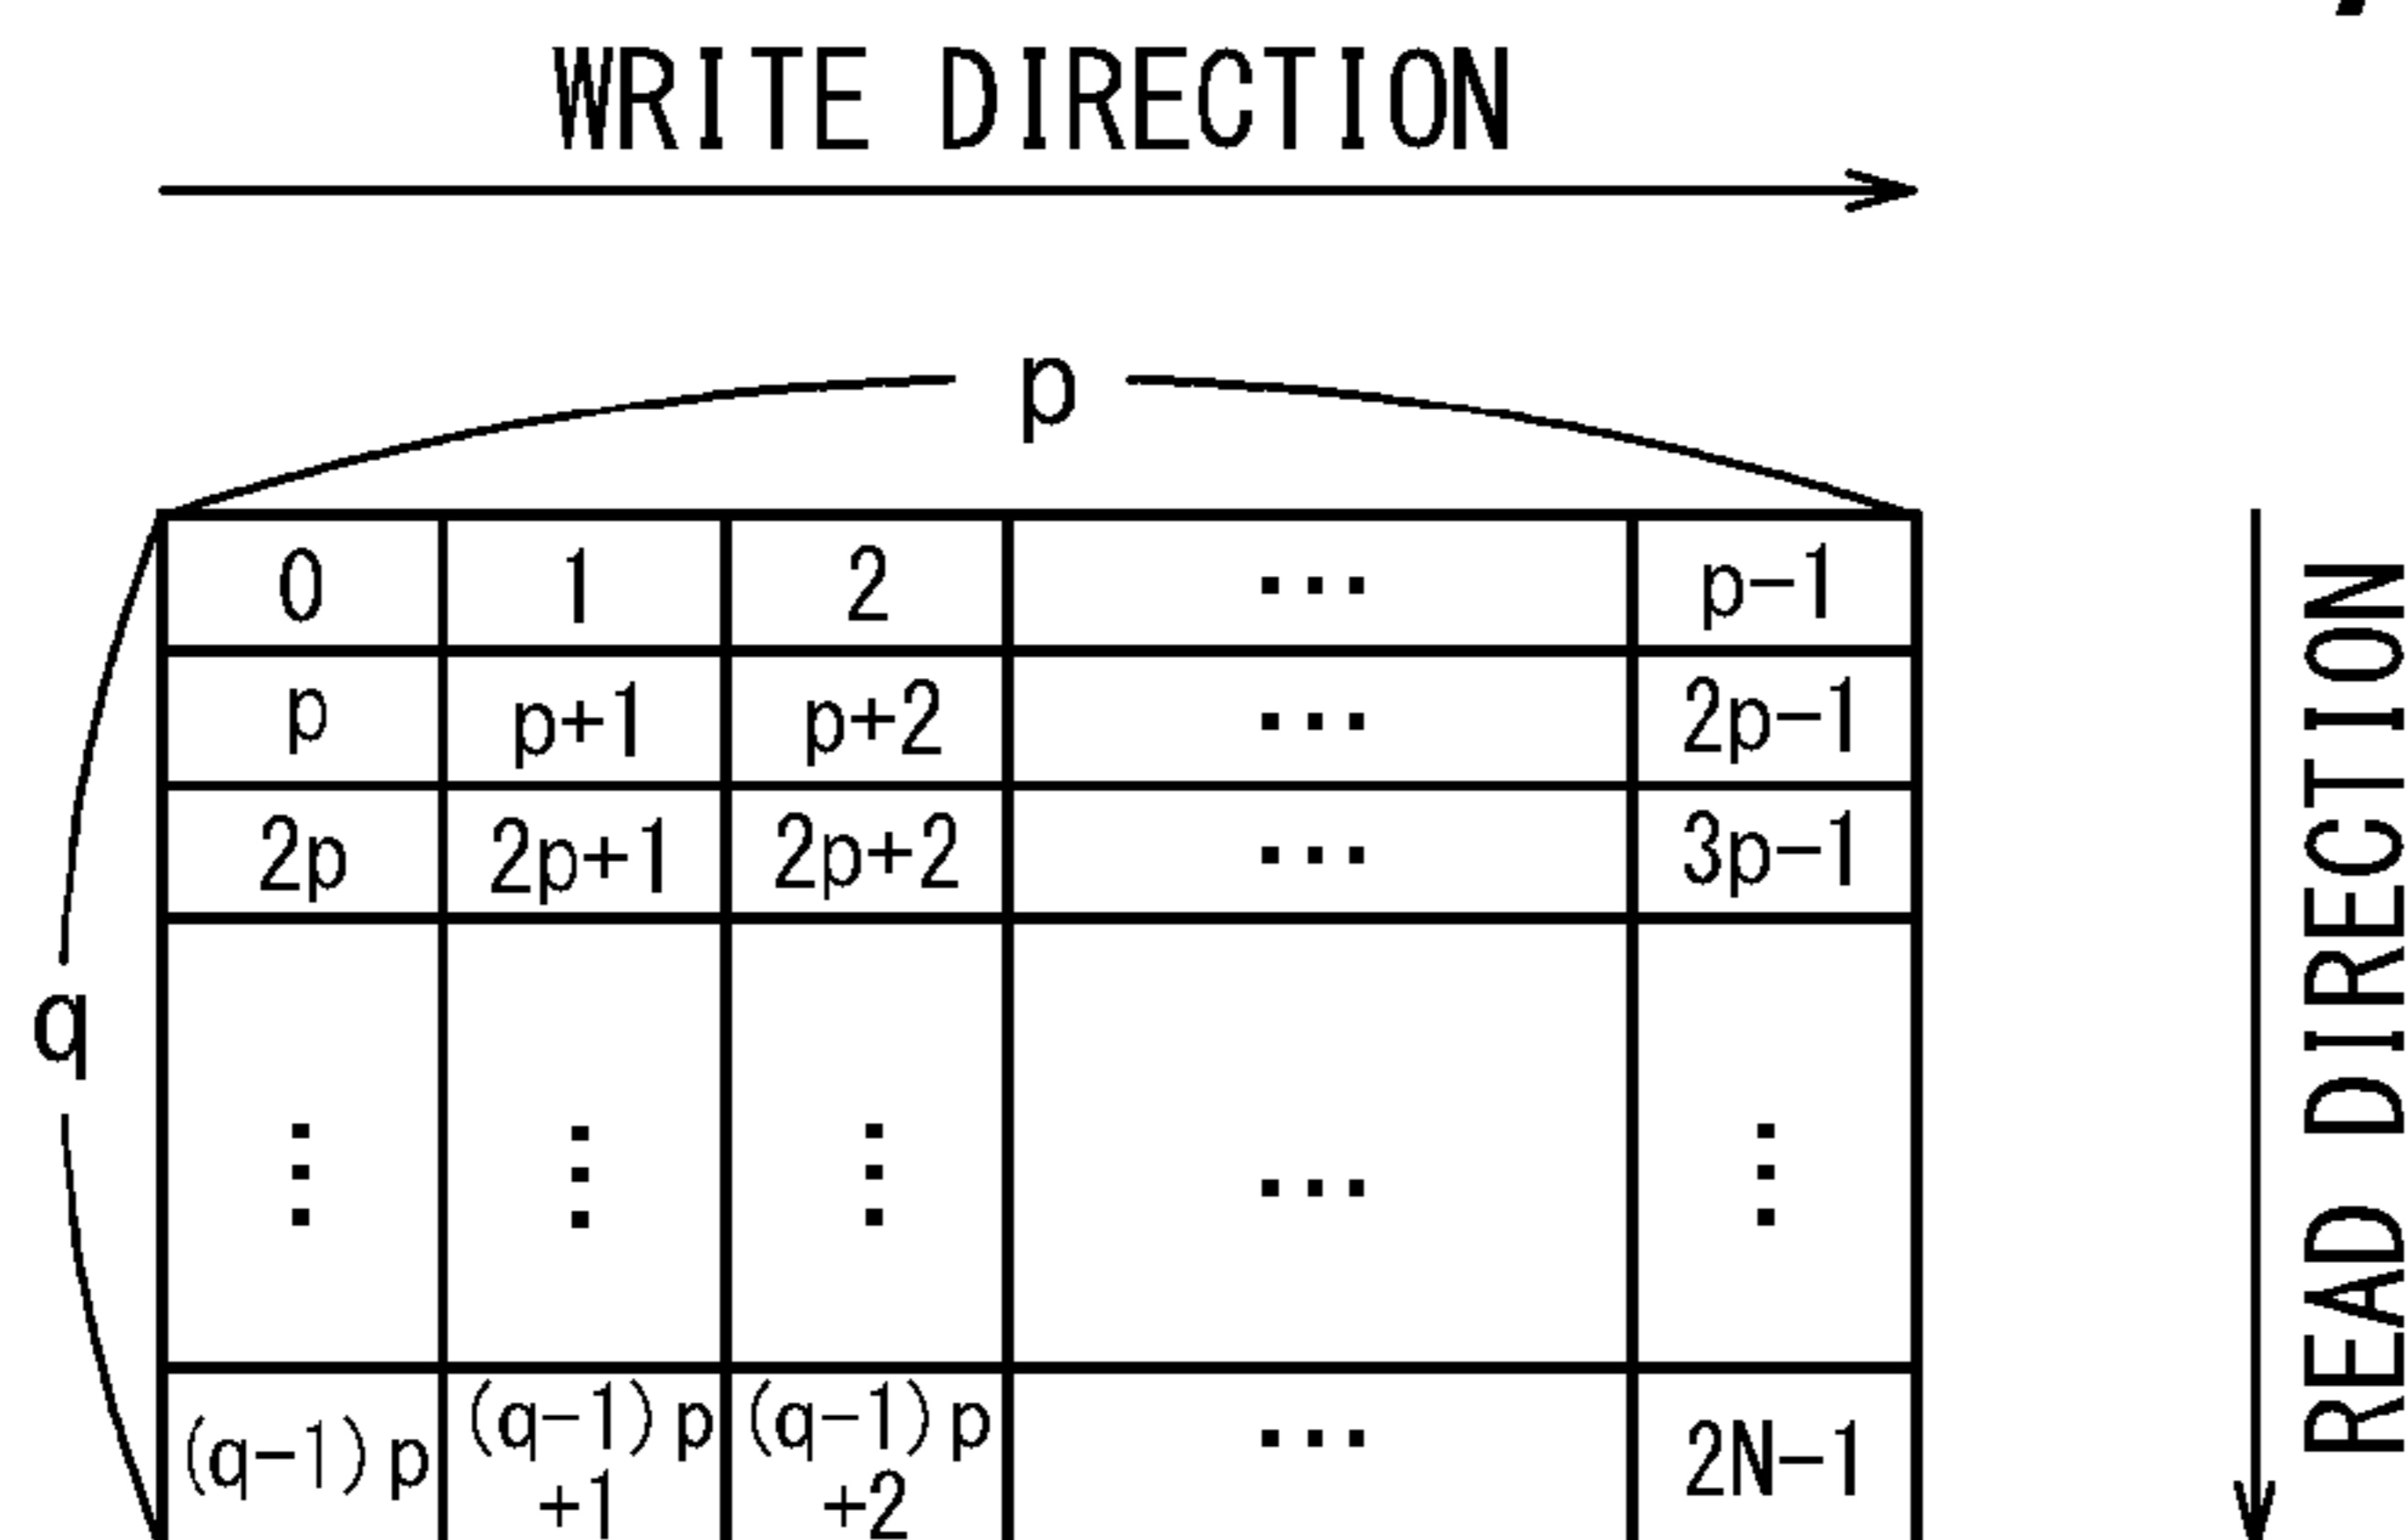 WRITE DIRECTION
p
0 1 2 ... p-1
p p+1 p+2 ... 2p-1
2p 2p+1 2p+2 ... 3p-1
q
⋮ ⋮ ⋮ ... ⋮
(q-1)p (q-1)p+1 (q-1)p+2 ... 2N-1
READ DIRECTION